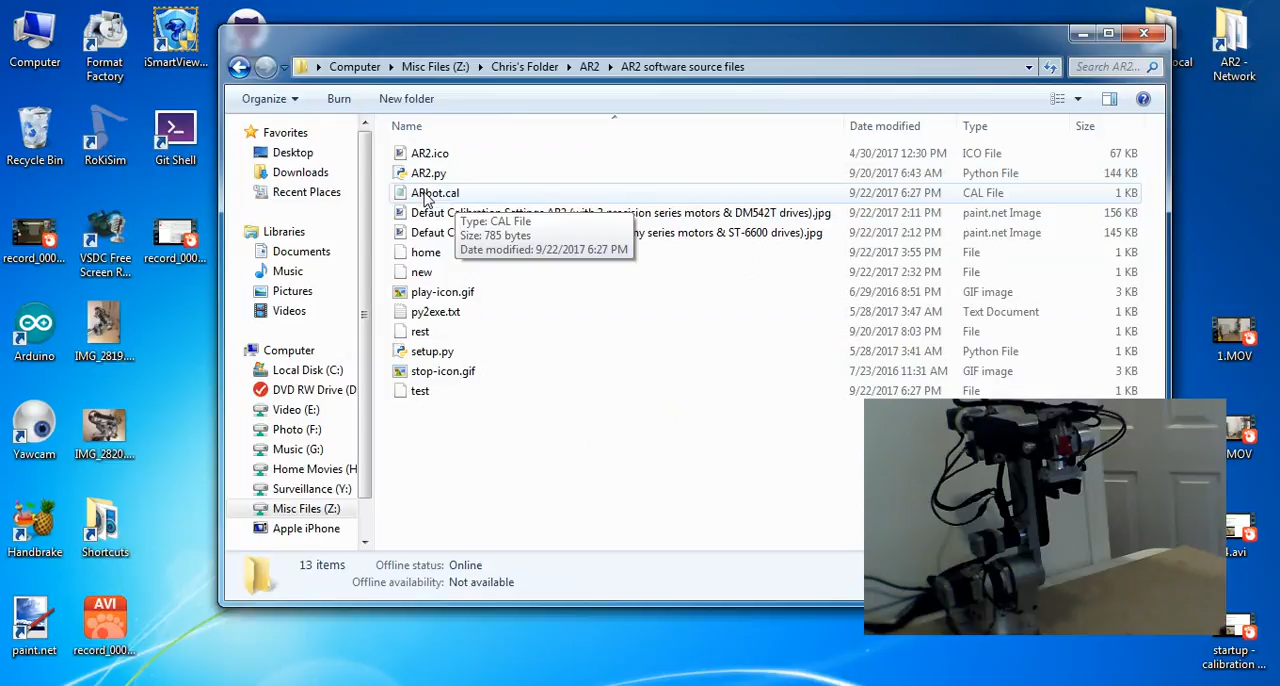 Computer
Format
Factory
iSmartView...
Recycle Bin
RoKiSim
Git Shell
record_000...
VSDC Free
Screen R...
record_000...
Arduino
IMG_2819....
Yawcam
IMG_2820....
Handbrake
Shortcuts
paint.net
AVI
record_000...
Computer
Misc Files (Z:)
Chris's Folder
AR2
AR2 software source files
Search AR2...
Organize
Burn
New folder
Favorites
Desktop
Downloads
Recent Places
Libraries
Documents
Music
Pictures
Videos
Computer
Local Disk (C:)
DVD RW Drive (D
Video (E:)
Photo (F:)
Music (G:)
Home Movies (H
Surveillance (Y:)
Misc Files (Z:)
Apple iPhone
Name Date modified Type Size
AR2.ico 4/30/2017 12:30 PM ICO File 67 KB
AR2.py 9/20/2017 6:43 AM Python File 144 KB
ARbot.cal 9/22/2017 6:27 PM CAL File 1 KB
Defaut Calibration Settings AR2 (with 2 precision series motors & DM542T drives).jpg 9/22/2017 2:11 PM paint.net Image 156 KB
Defaut C ny series motors & ST-6600 drives).jpg 9/22/2017 2:12 PM paint.net Image 145 KB
home 9/22/2017 3:55 PM File 1 KB
new 9/22/2017 2:32 PM File 1 KB
play-icon.gif 6/29/2016 8:51 PM GIF image 3 KB
py2exe.txt 5/28/2017 3:47 AM Text Document 1 KB
rest 9/20/2017 8:03 PM File 1 KB
setup.py 5/28/2017 3:41 AM Python File 1 KB
stop-icon.gif 7/23/2016 11:31 AM GIF image 3 KB
test 9/22/2017 6:27 PM File 1 KB
Type: CAL File
Size: 785 bytes
Date modified: 9/22/2017 6:27 PM
13 items
Offline status: Online
Offline availability: Not available
ocal
AR2 -
Network
1.MOV
MOV
4.avi
startup -
calibration ...